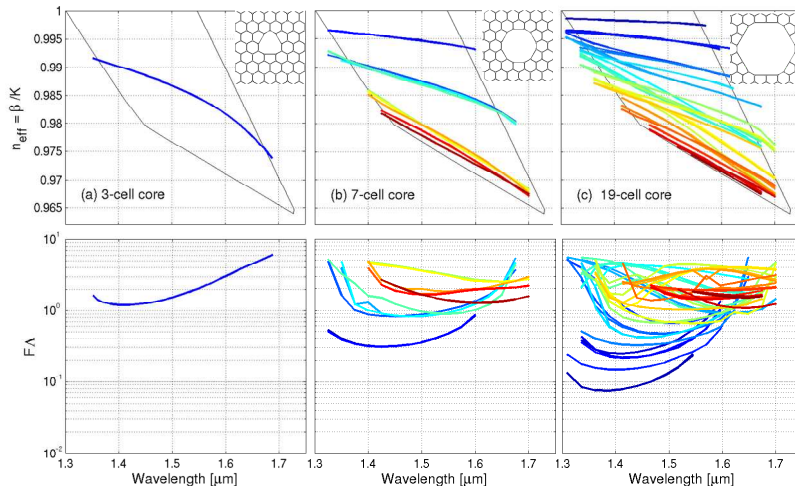 1
0.995
0.99
0.985
0.98
0.975
0.97
0.965
n_eff = β /K
(a) 3-cell core
(b) 7-cell core
(c) 19-cell core
10^1
10^0
10^-1
10^-2
FΛ
1.3 1.4 1.5 1.6 1.7
1.3 1.4 1.5 1.6 1.7
1.3 1.4 1.5 1.6 1.7
Wavelength [μm]
Wavelength [μm]
Wavelength [μm]